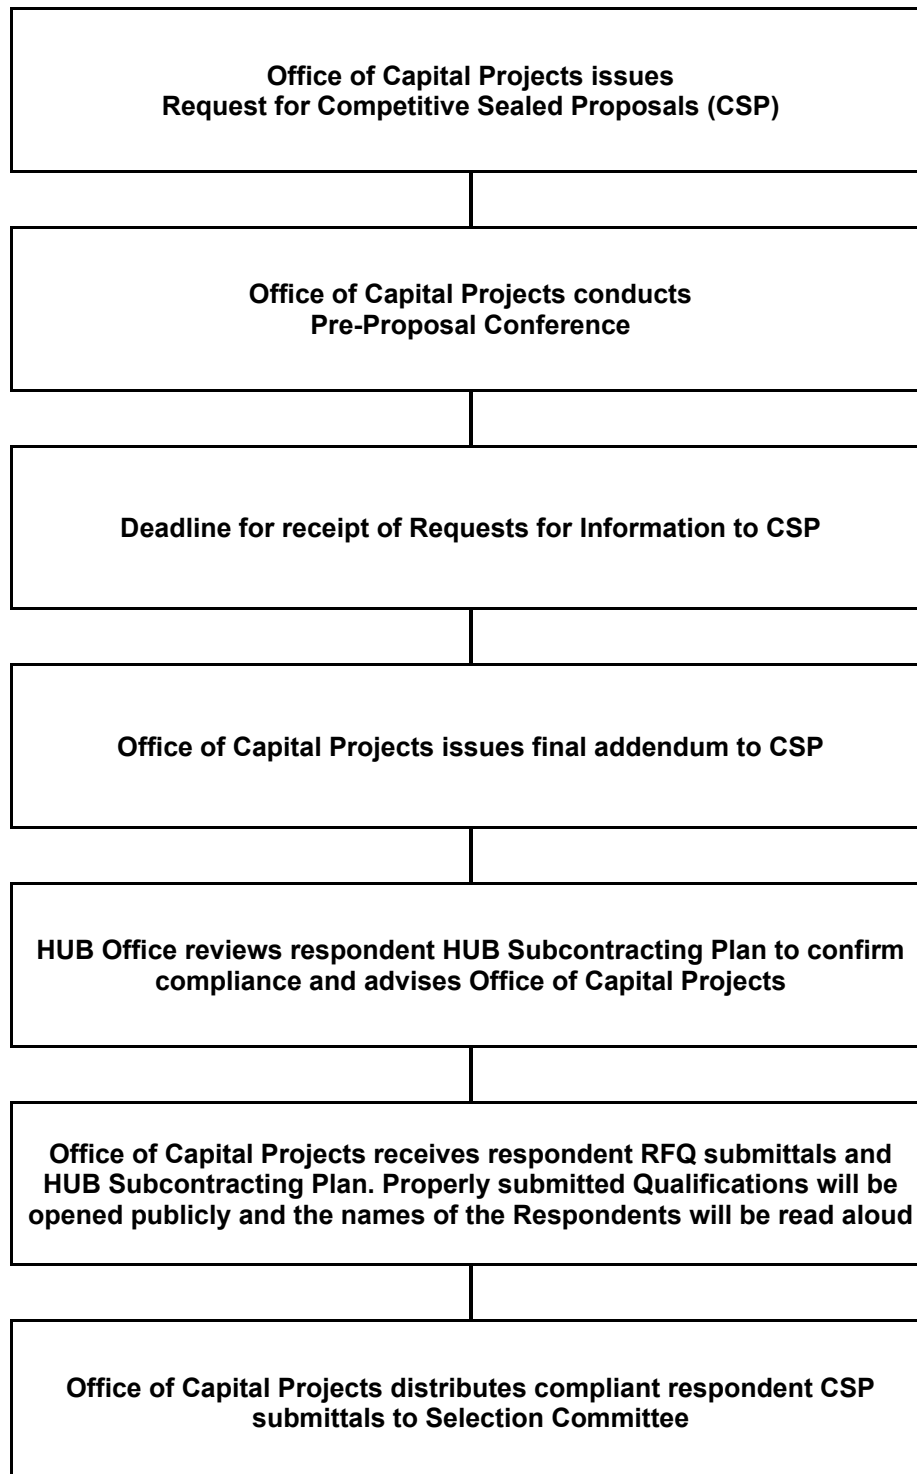 Office of Capital Projects issues
Request for Competitive Sealed Proposals (CSP)
Office of Capital Projects conducts
Pre-Proposal Conference
Deadline for receipt of Requests for Information to CSP
Office of Capital Projects issues final addendum to CSP
HUB Office reviews respondent HUB Subcontracting Plan to confirm
compliance and advises Office of Capital Projects
Office of Capital Projects receives respondent RFQ submittals and
HUB Subcontracting Plan. Properly submitted Qualifications will be
opened publicly and the names of the Respondents will be read aloud
Office of Capital Projects distributes compliant respondent CSP
submittals to Selection Committee